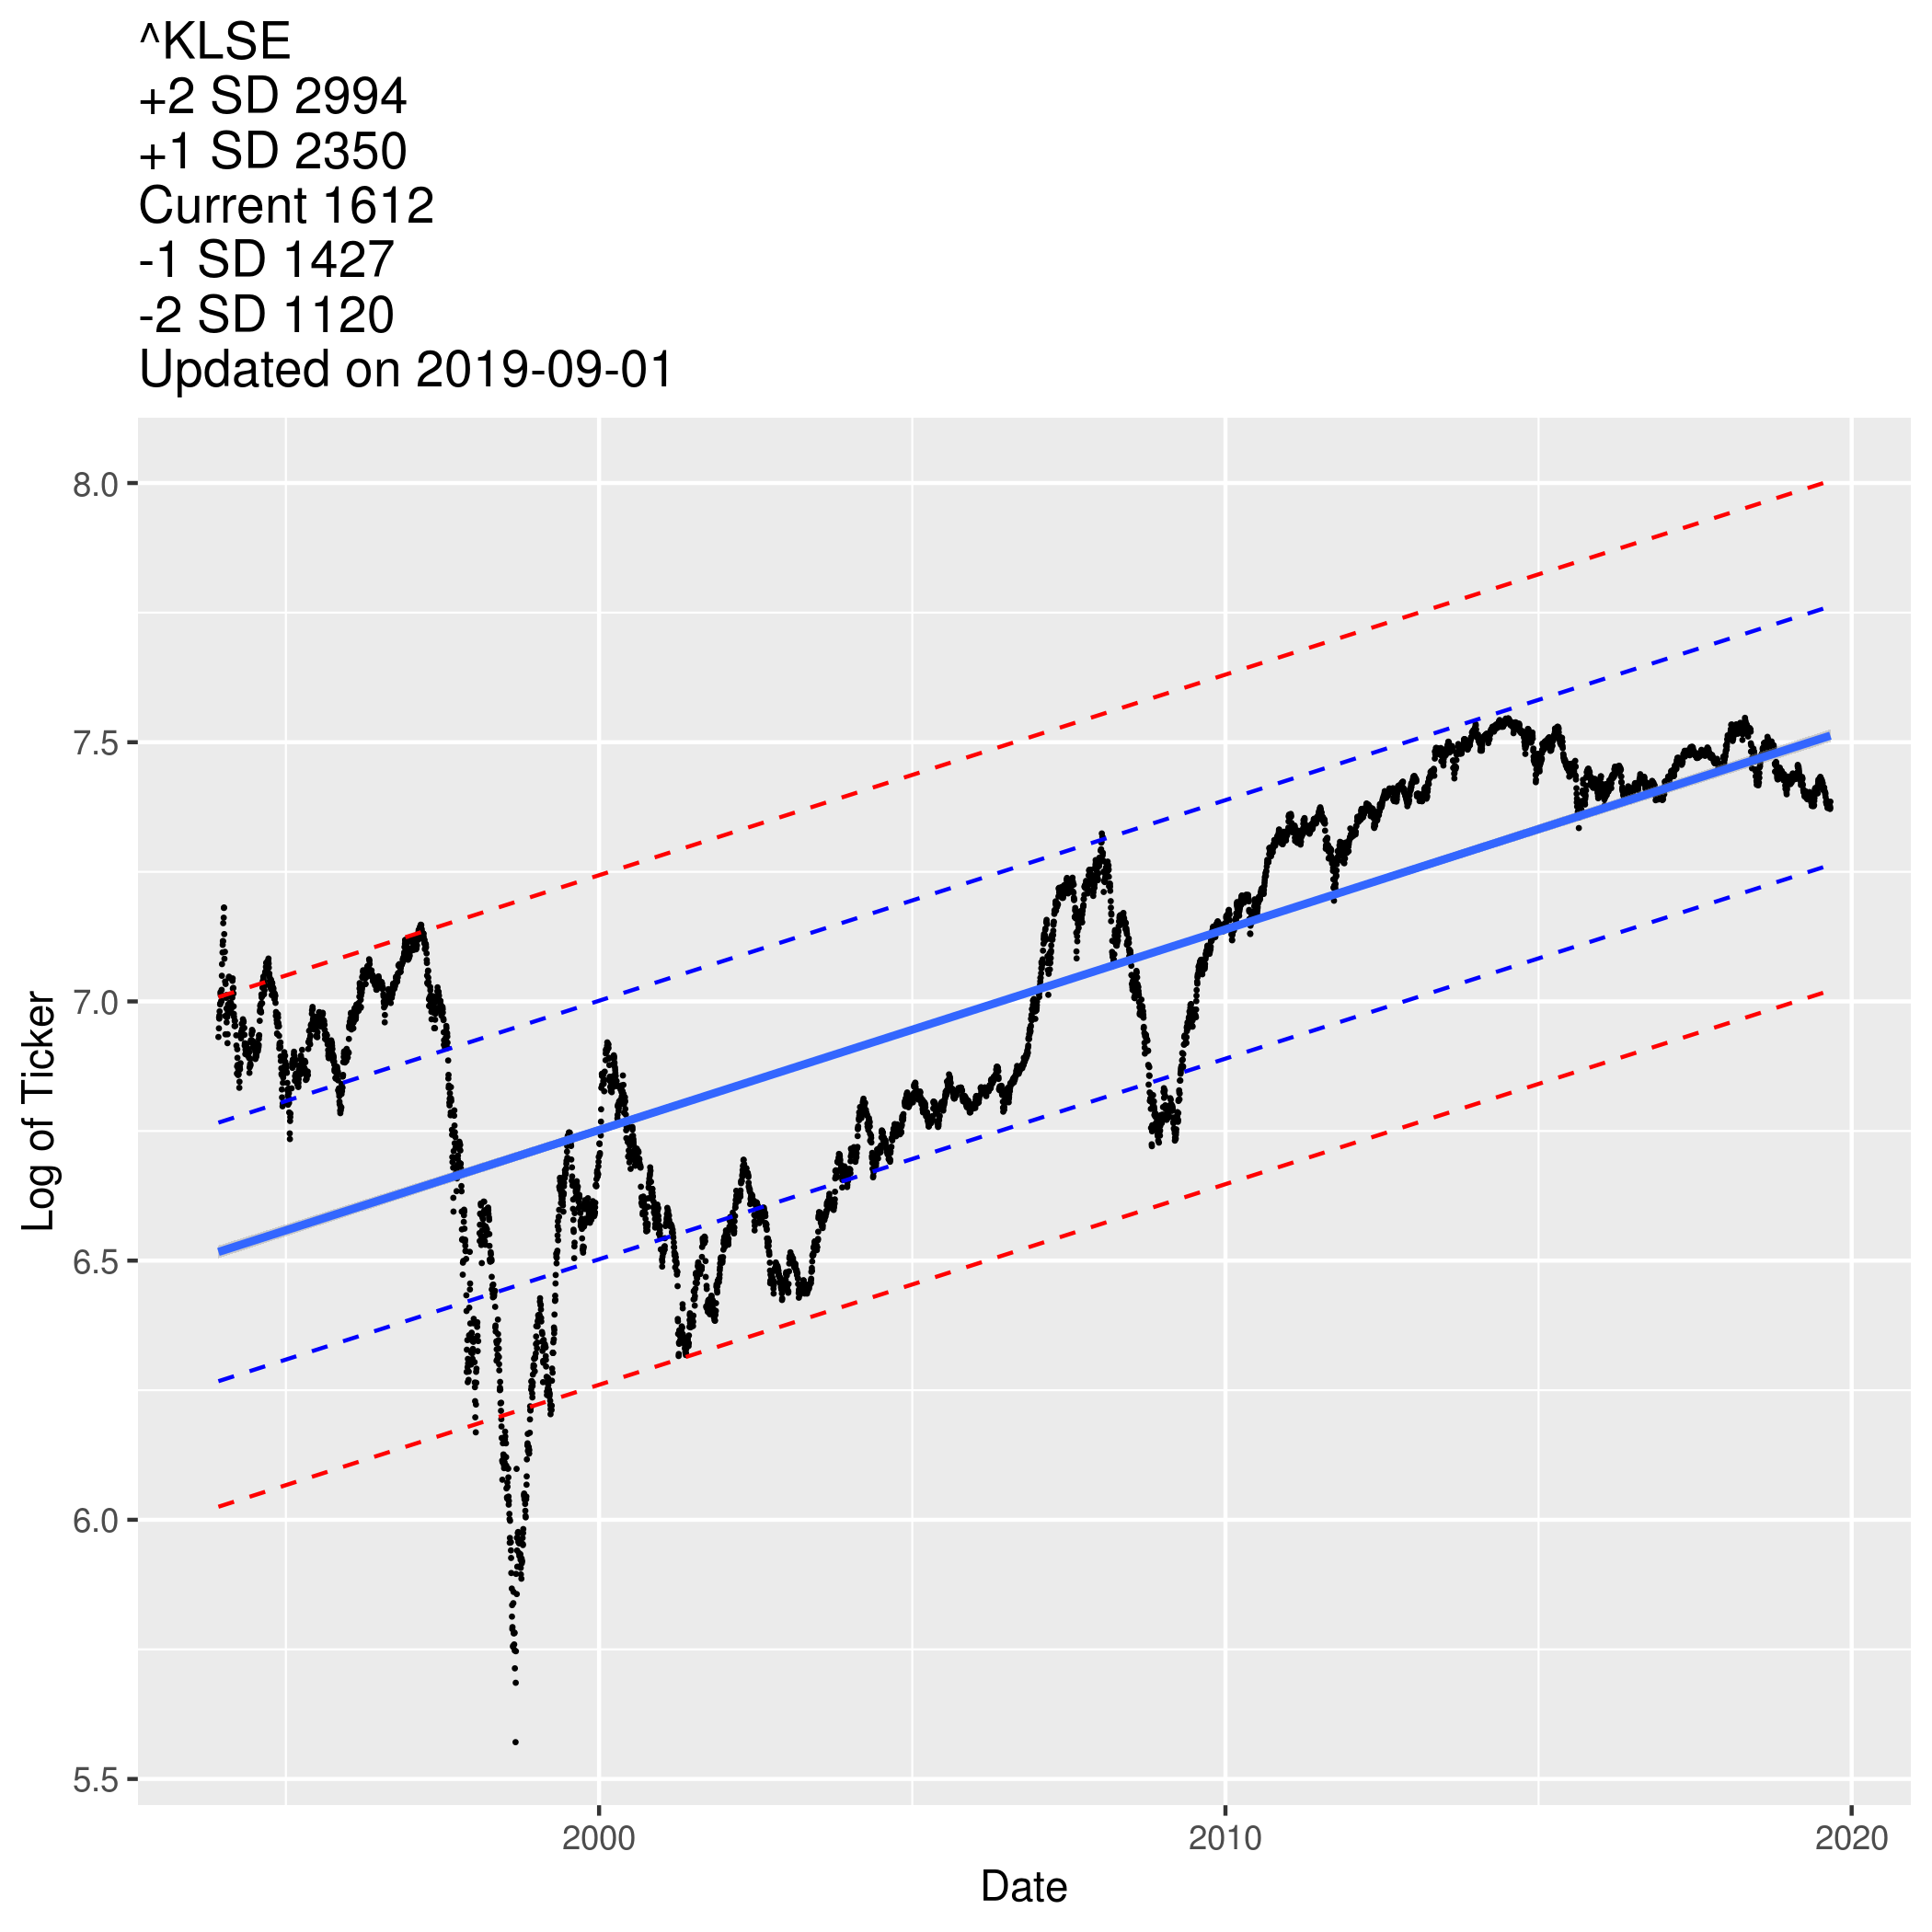 ^KLSE
+2 SD 2994
+1 SD 2350
Current 1612
-1 SD 1427
-2 SD 1120
Updated on 2019-09-01
8.0
7.5
7.0
6.5
6.0
5.5
Log of Ticker
2000 2010 2020
Date